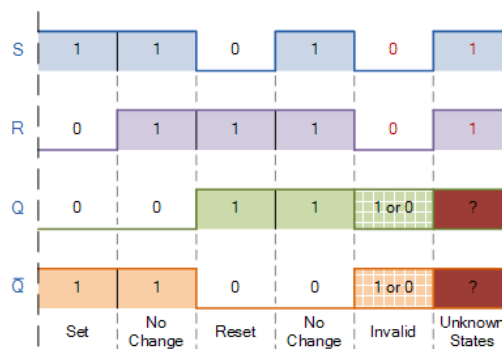 S 1 1 0 1 0 1
R 0 1 1 1 0 1
Q 0 0 1 1 1 or 0 ?
Q̅ 1 1 0 0 1 or 0 ?
Set No Change Reset No Change Invalid Unknown States